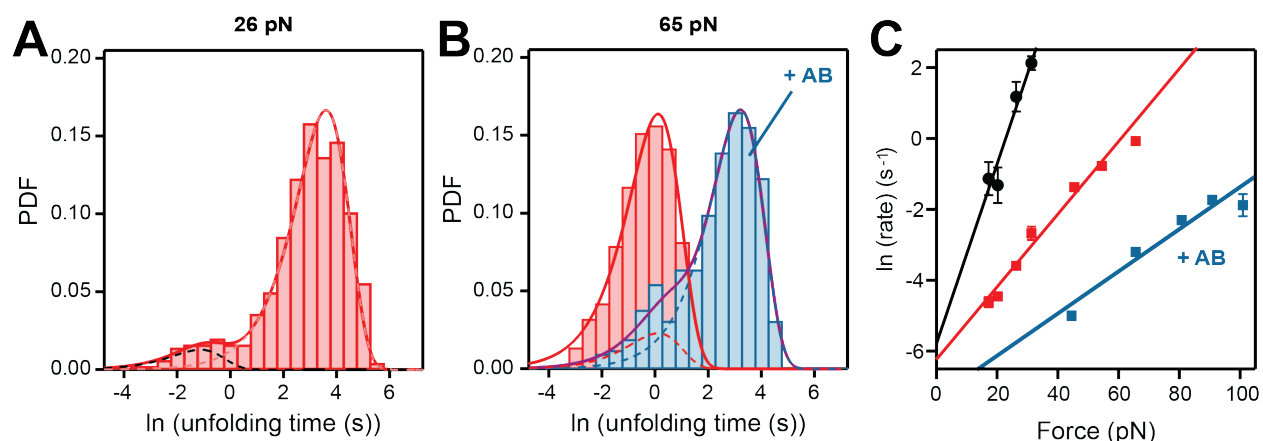 A
26 pN
PDF
0.20
0.15
0.10
0.05
0.00
-4 -2 0 2 4 6
ln (unfolding time (s))
B
65 pN
+ AB
PDF
0.20
0.15
0.10
0.05
0.00
-4 -2 0 2 4 6
ln (unfolding time (s))
C
ln (rate) (s⁻¹)
2
0
-2
-4
-6
+ AB
0 20 40 60 80 100
Force (pN)